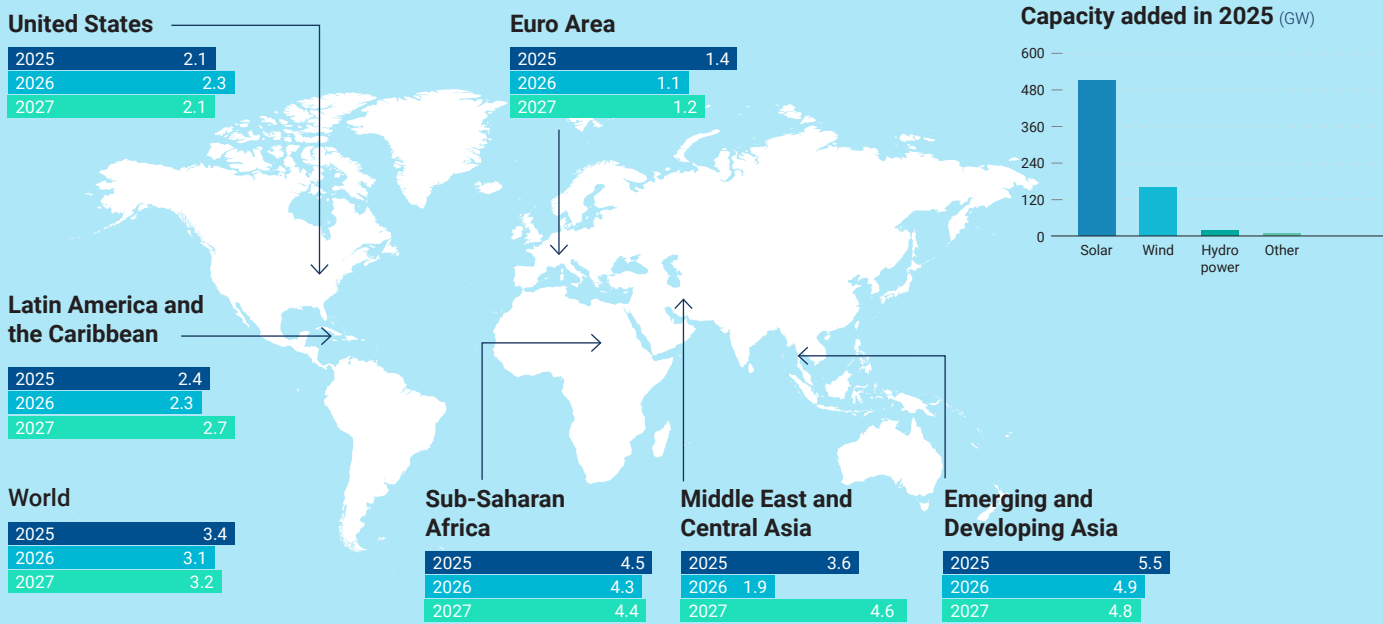 United States
2025 2.1
2026 2.3
2027 2.1
Euro Area
2025 1.4
2026 1.1
2027 1.2
Capacity added in 2025 (GW)
600
480
360
240
120
0
Solar
Wind
Hydro
power
Other
Latin America and
the Caribbean
2025 2.4
2026 2.3
2027 2.7
World
2025 3.4
2026 3.1
2027 3.2
Sub-Saharan
Africa
2025 4.5
2026 4.3
2027 4.4
Middle East and
Central Asia
2025 3.6
2026 1.9
2027 4.6
Emerging and
Developing Asia
2025 5.5
2026 4.9
2027 4.8